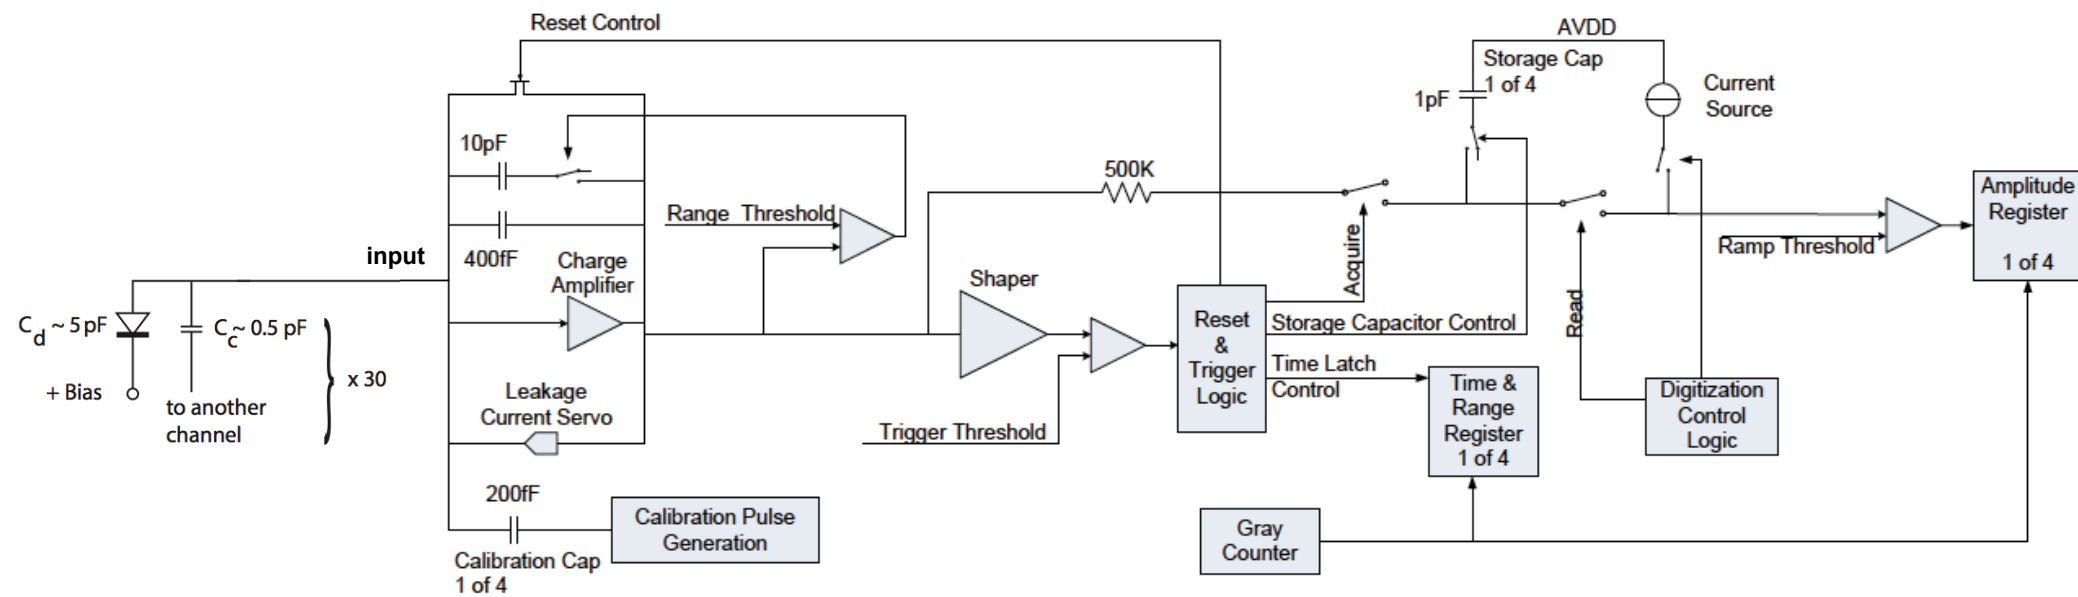 Reset Control
AVDD
Storage Cap
1 of 4
1pF
Current
Source
10pF
500K
Range Threshold
Amplitude
Register
1 of 4
400fF
input
Charge
Amplifier
Acquire
Ramp Threshold
Shaper
C_d ~ 5 pF
C_c ~ 0.5 pF
+ Bias
to another
channel
x 30
Reset
&
Trigger
Logic
Storage Capacitor Control
Read
Time Latch
Control
Time &
Range
Register
1 of 4
Digitization
Control
Logic
Leakage
Current Servo
Trigger Threshold
200fF
Calibration Pulse
Generation
Calibration Cap
1 of 4
Gray
Counter